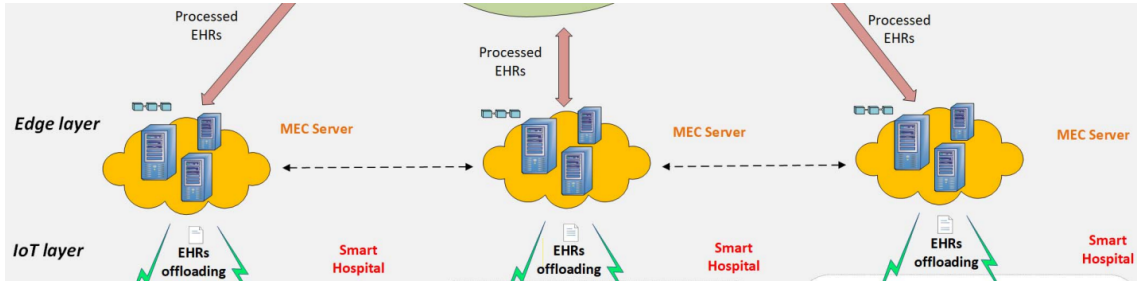 Processed
EHRs
Processed
EHRs
Processed
EHRs
Edge layer
MEC Server
MEC Server
MEC Server
IoT layer
EHRs
offloading
Smart
Hospital
EHRs
offloading
Smart
Hospital
EHRs
offloading
Smart
Hospital